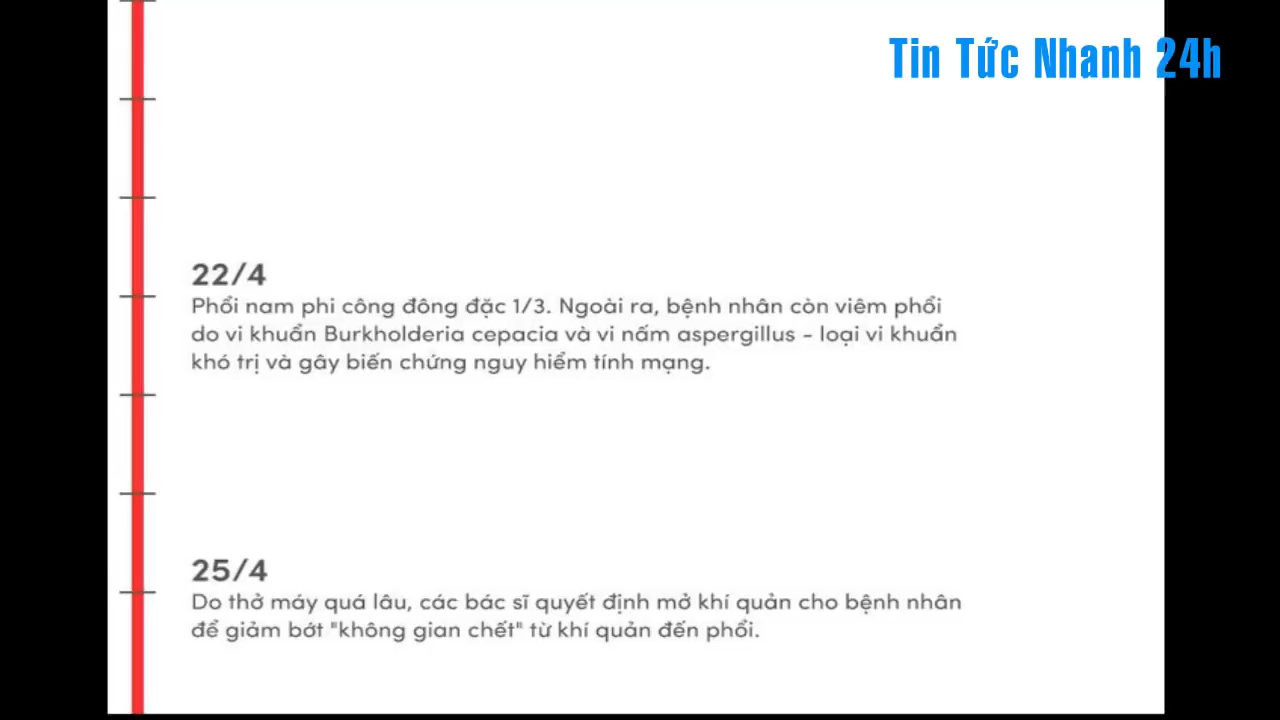 Tin Tức Nhanh 24h
22/4
Phổi nam phi công đông đặc 1/3. Ngoài ra, bệnh nhân còn viêm phổi
do vi khuẩn Burkholderia cepacia và vi nấm aspergillus - loại vi khuẩn
khó trị và gây biến chứng nguy hiểm tính mạng.
25/4
Do thở máy quá lâu, các bác sĩ quyết định mở khí quản cho bệnh nhân
để giảm bớt "không gian chết" từ khí quản đến phổi.